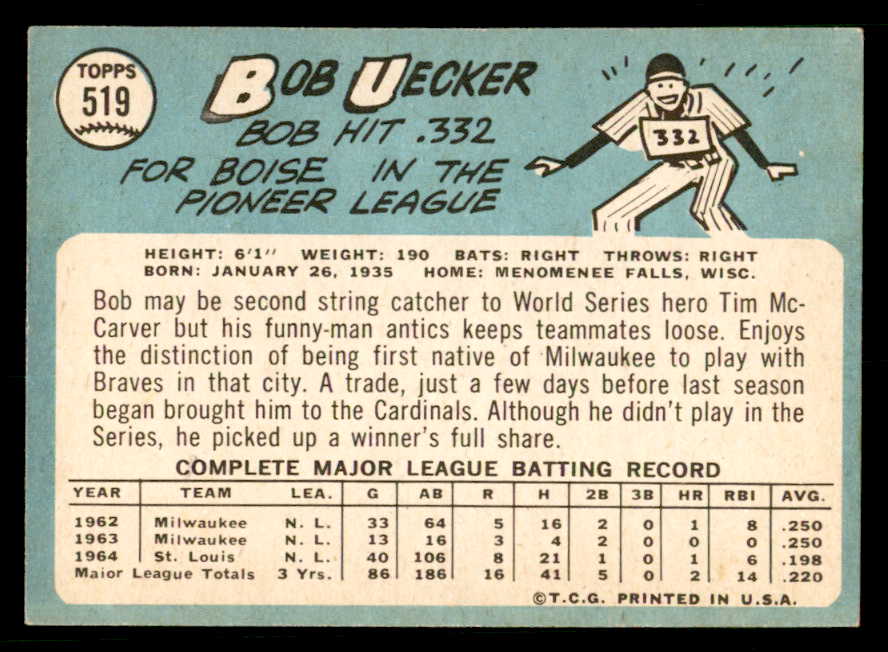 TOPPS
519
BOB UECKER
BOB HIT .332
FOR BOISE IN THE
PIONEER LEAGUE
332
HEIGHT: 6'1" WEIGHT: 190 BATS: RIGHT THROWS: RIGHT
BORN: JANUARY 26, 1935 HOME: MENOMENEE FALLS, WISC.
Bob may be second string catcher to World Series hero Tim Mc-
Carver but his funny-man antics keeps teammates loose. Enjoys
the distinction of being first native of Milwaukee to play with
Braves in that city. A trade, just a few days before last season
began brought him to the Cardinals. Although he didn't play in the
Series, he picked up a winner's full share.
COMPLETE MAJOR LEAGUE BATTING RECORD
YEAR TEAM LEA. G AB R H 2B 3B HR RBI AVG.
1962 Milwaukee N. L. 33 64 5 16 2 0 1 8 .250
1963 Milwaukee N. L. 13 16 3 4 2 0 0 0 .250
1964 St. Louis N. L. 40 106 8 21 1 0 1 6 .198
Major League Totals 3 Yrs. 86 186 16 41 5 0 2 14 .220
©T.C.G. PRINTED IN U.S.A.